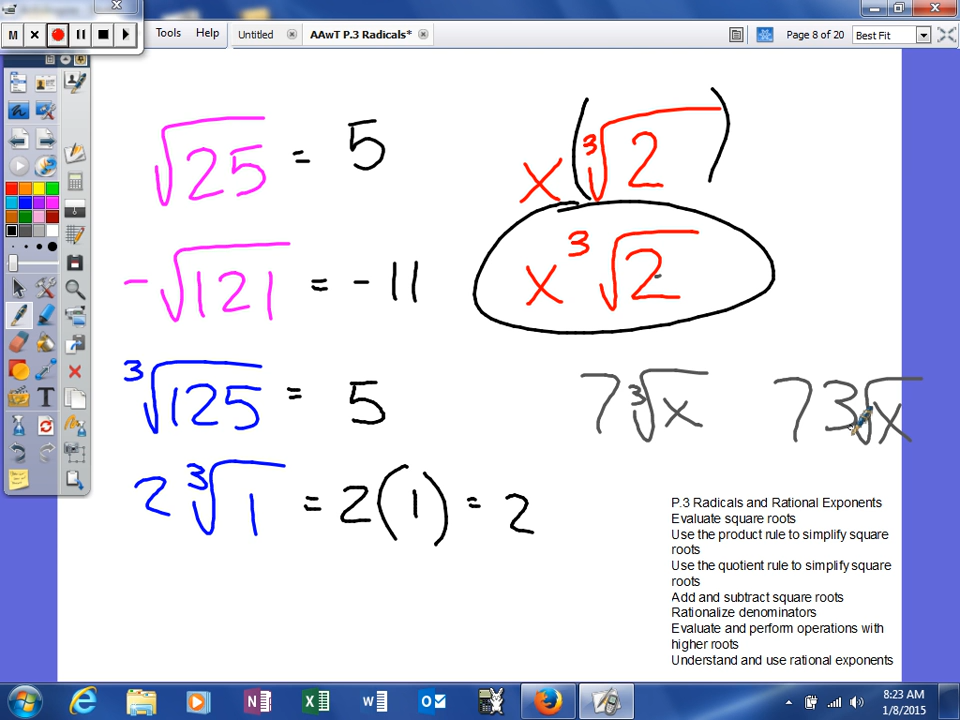 M
Tools Help Untitled AAwT P.3 Radicals* Page 8 of 20 Best Fit
√25 = 5
-√121 = -11
∛125 = 5
2∛1 = 2(1) = 2
x(∛2)
x³√2
7∛x 73√x
P.3 Radicals and Rational Exponents
Evaluate square roots
Use the product rule to simplify square
roots
Use the quotient rule to simplify square
roots
Add and subtract square roots
Rationalize denominators
Evaluate and perform operations with
higher roots
Understand and use rational exponents
8:23 AM
1/8/2015